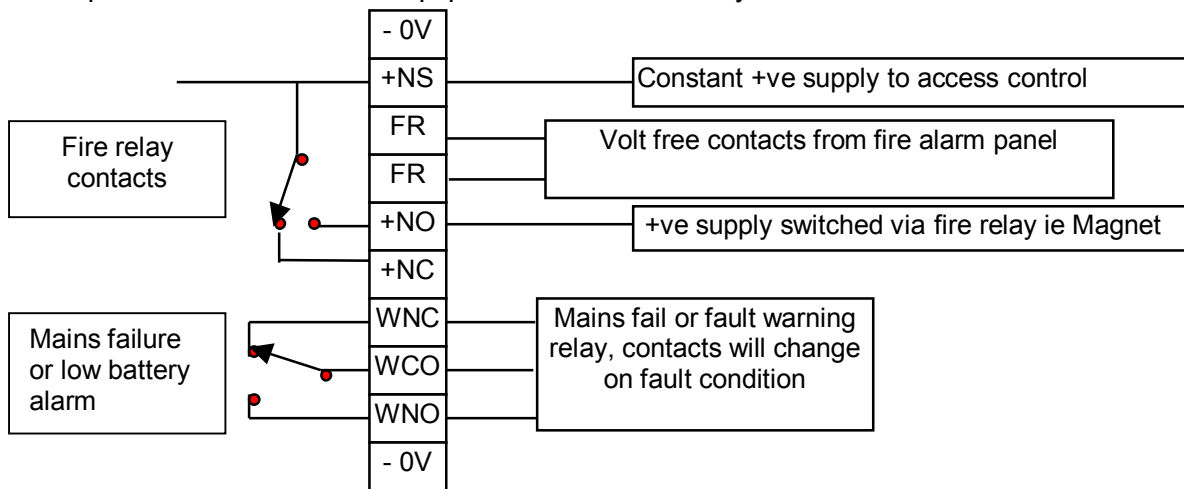 - 0V
+NS
FR
FR
+NO
+NC
WNC
WCO
WNO
- 0V
Fire relay
contacts
Mains failure
or low battery
alarm
Constant +ve supply to access control
Volt free contacts from fire alarm panel
+ve supply switched via fire relay ie Magnet
Mains fail or fault warning
relay, contacts will change
on fault condition